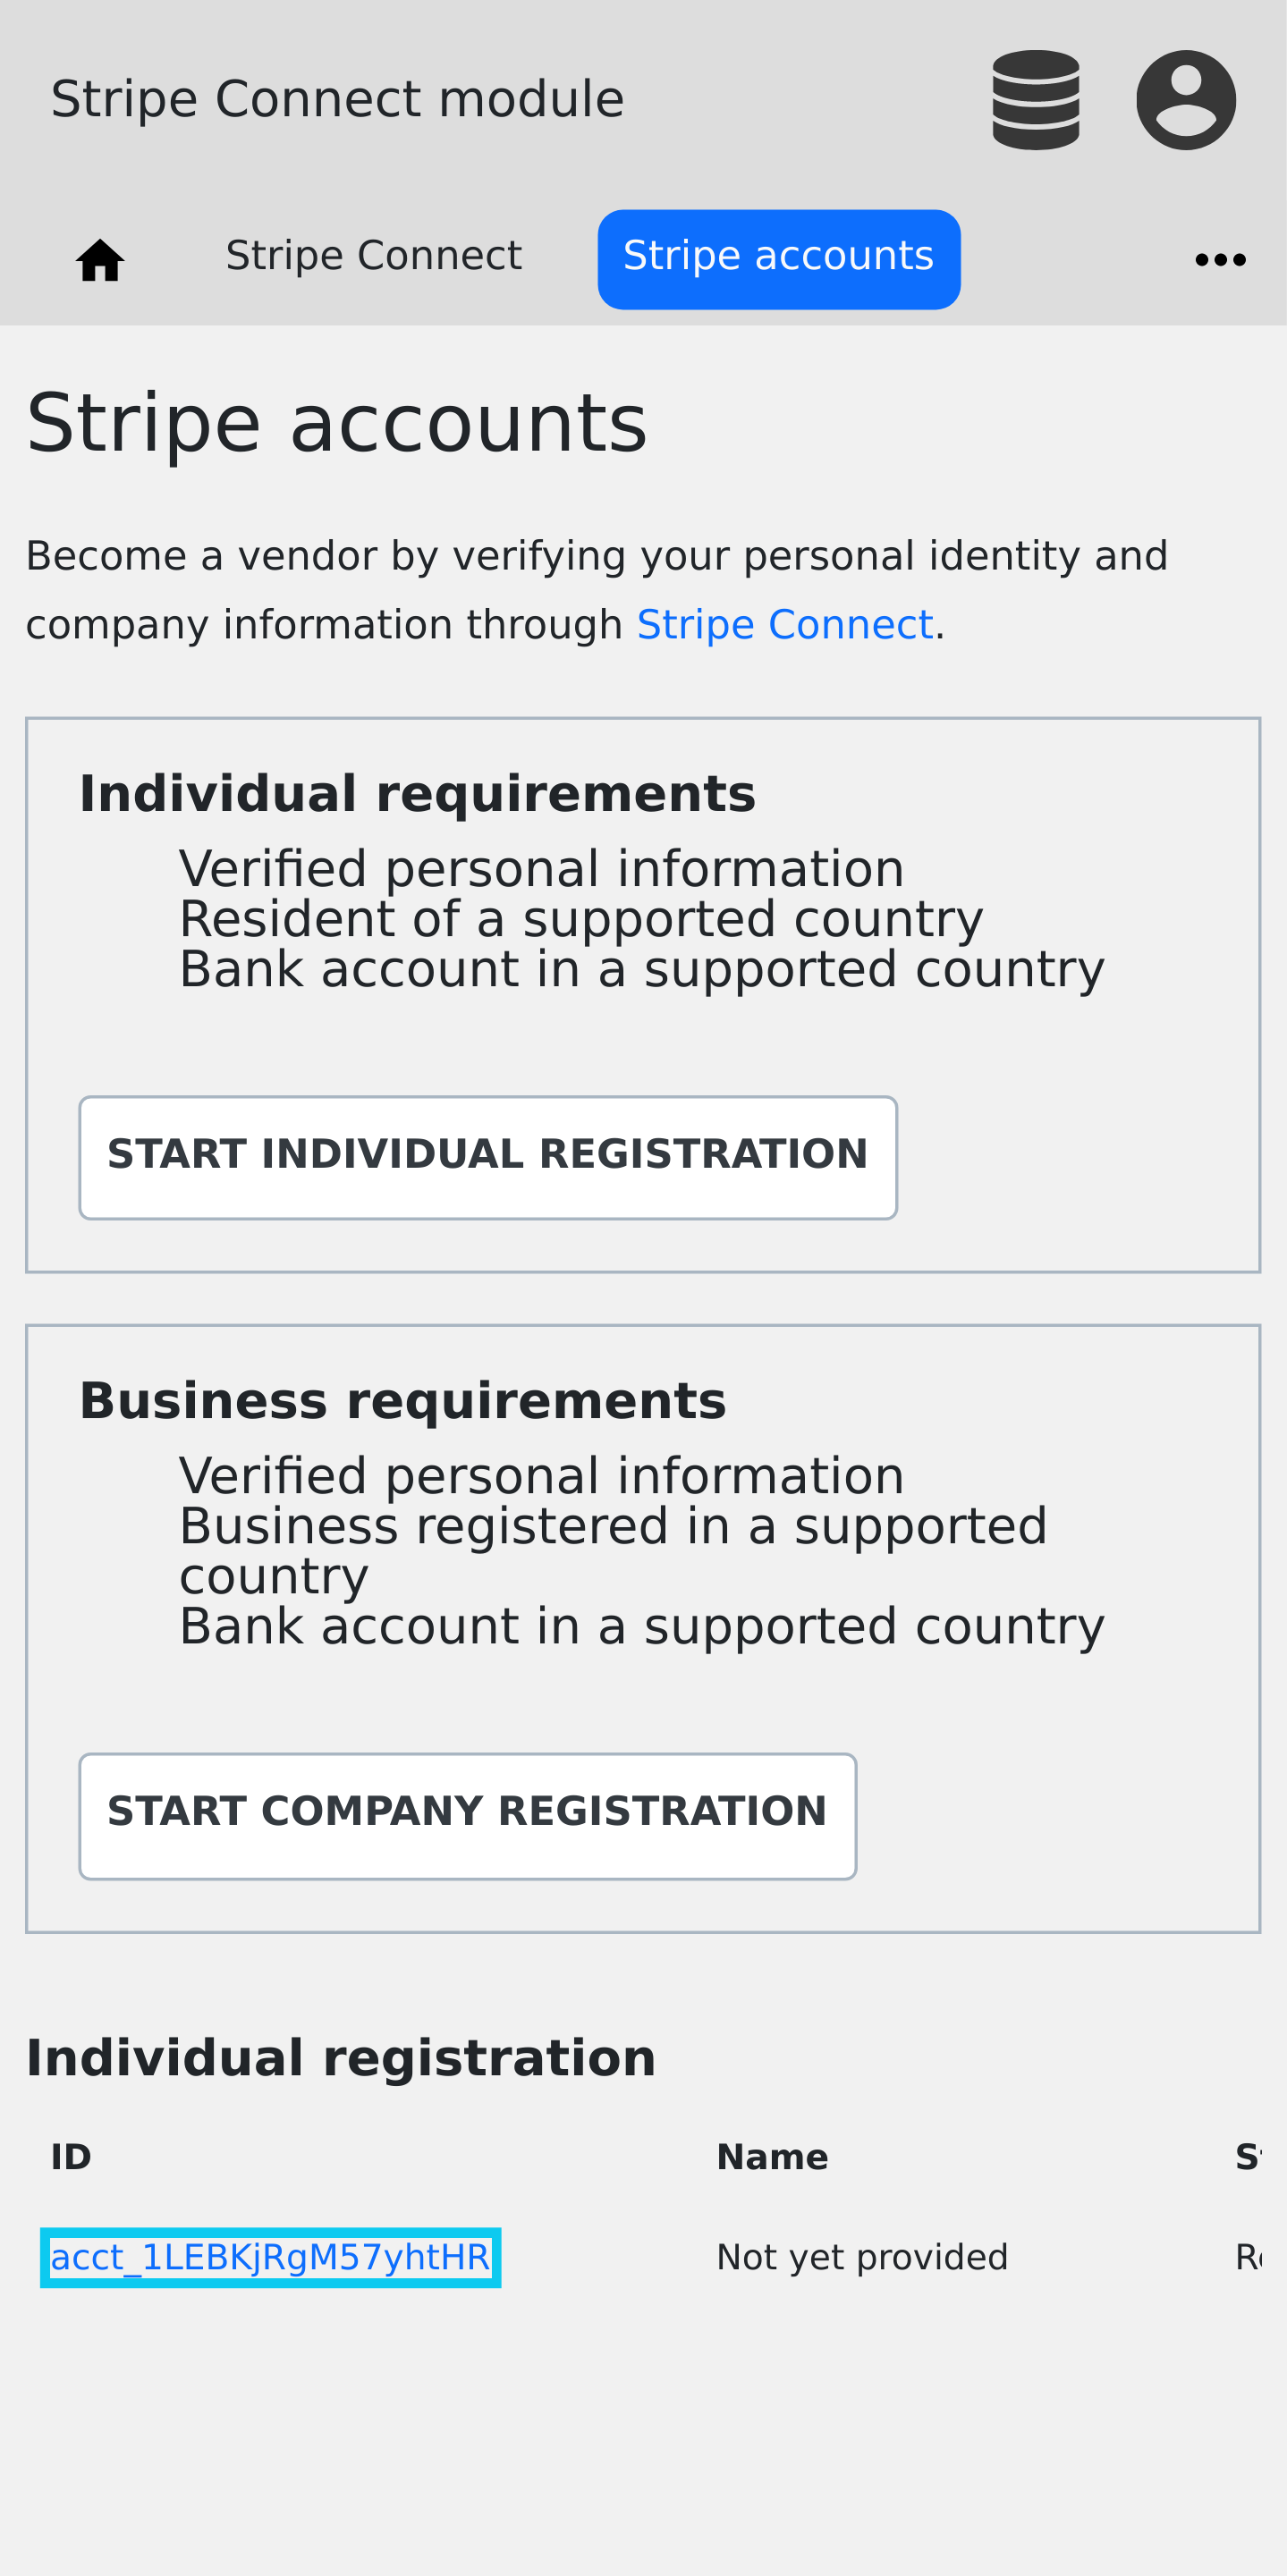 Stripe Connect module
Stripe Connect Stripe accounts
Stripe accounts
Become a vendor by verifying your personal identity and
company information through Stripe Connect.
Individual requirements
Verified personal information
Resident of a supported country
Bank account in a supported country
START INDIVIDUAL REGISTRATION
Business requirements
Verified personal information
Business registered in a supported
country
Bank account in a supported country
START COMPANY REGISTRATION
Individual registration
ID Name
acct_1LEBKjRgM57yhtHR Not yet provided